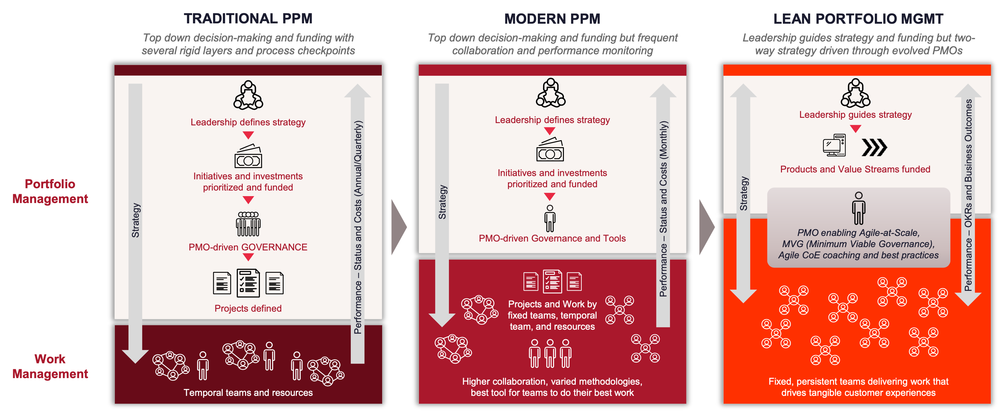 TRADITIONAL PPM
Top down decision-making and funding with
several rigid layers and process checkpoints
MODERN PPM
Top down decision-making and funding but frequent
collaboration and performance monitoring
LEAN PORTFOLIO MGMT
Leadership guides strategy and funding but two-
way strategy driven through evolved PMOs
Portfolio
Management
Work
Management
Strategy
Leadership defines strategy
Initiatives and investments
prioritized and funded
PMO-driven GOVERNANCE
Projects defined
Performance – Status and Costs (Annual/Quarterly)
Temporal teams and resources
Strategy
Leadership defines strategy
Initiatives and investments
prioritized and funded
PMO-driven Governance and Tools
Performance – Status and Costs (Monthly)
Projects and Work by
fixed teams, temporal
team, and resources
Higher collaboration, varied methodologies,
best tool for teams to do their best work
Strategy
Leadership guides strategy
Products and Value Streams funded
PMO enabling Agile-at-Scale,
MVG (Minimum Viable Governance),
Agile CoE coaching and best practices
Performance – OKRs and Business Outcomes
Fixed, persistent teams delivering work that
drives tangible customer experiences